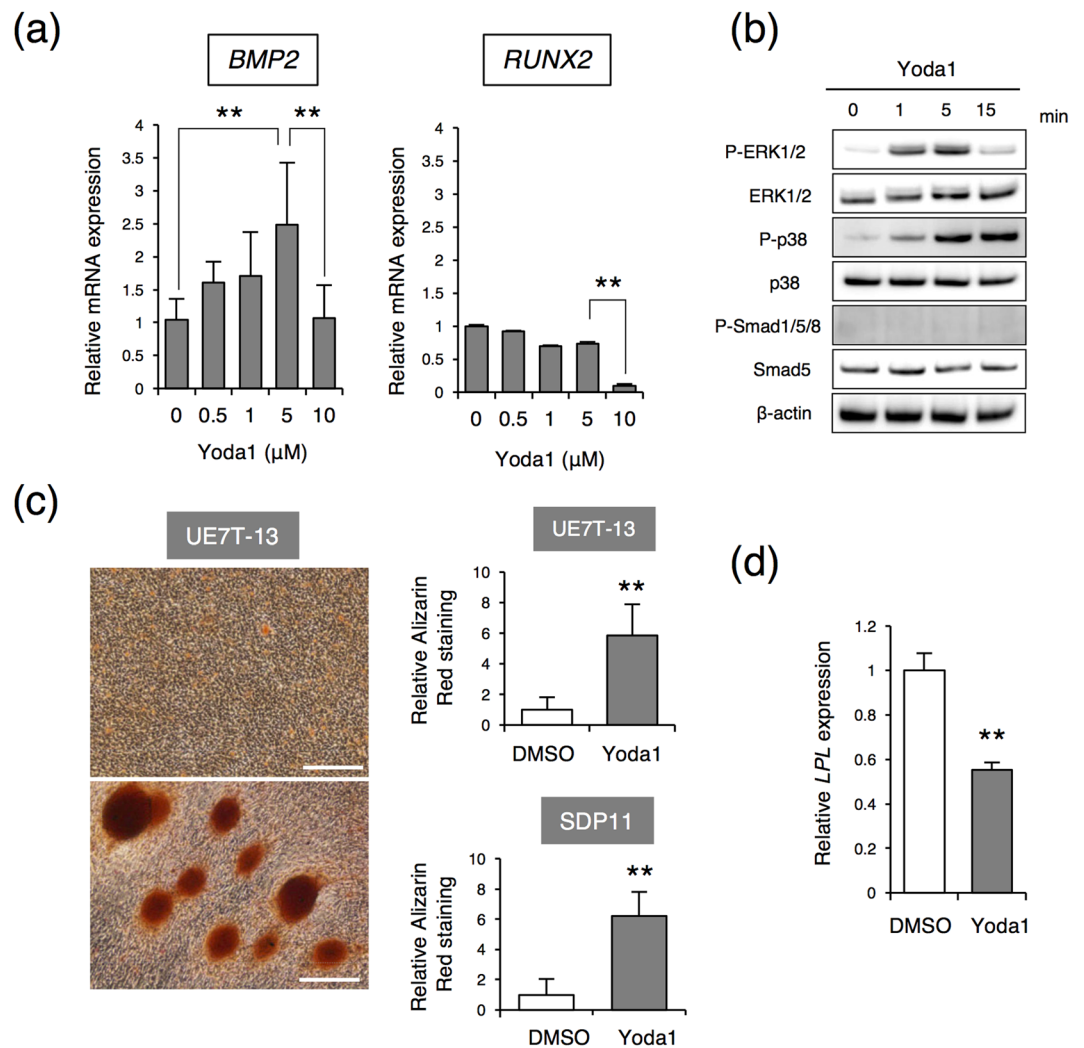 (a)
BMP2
**
**
Relative mRNA expression
4
3.5
3
2.5
2
1.5
1
0.5
0
0 0.5 1 5 10
Yoda1 (μM)
RUNX2
**
Relative mRNA expression
4
3.5
3
2.5
2
1.5
1
0.5
0
0 0.5 1 5 10
Yoda1 (μM)
(b)
Yoda1
0 1 5 15 min
P-ERK1/2
ERK1/2
P-p38
p38
P-Smad1/5/8
Smad5
β-actin
(c)
UE7T-13
UE7T-13
Relative Alizarin
Red staining
10
8
6
4
2
0
**
DMSO Yoda1
SDP11
Relative Alizarin
Red staining
10
8
6
4
2
0
**
DMSO Yoda1
(d)
Relative LPL expression
1.2
1
0.8
0.6
0.4
0.2
0
**
DMSO Yoda1